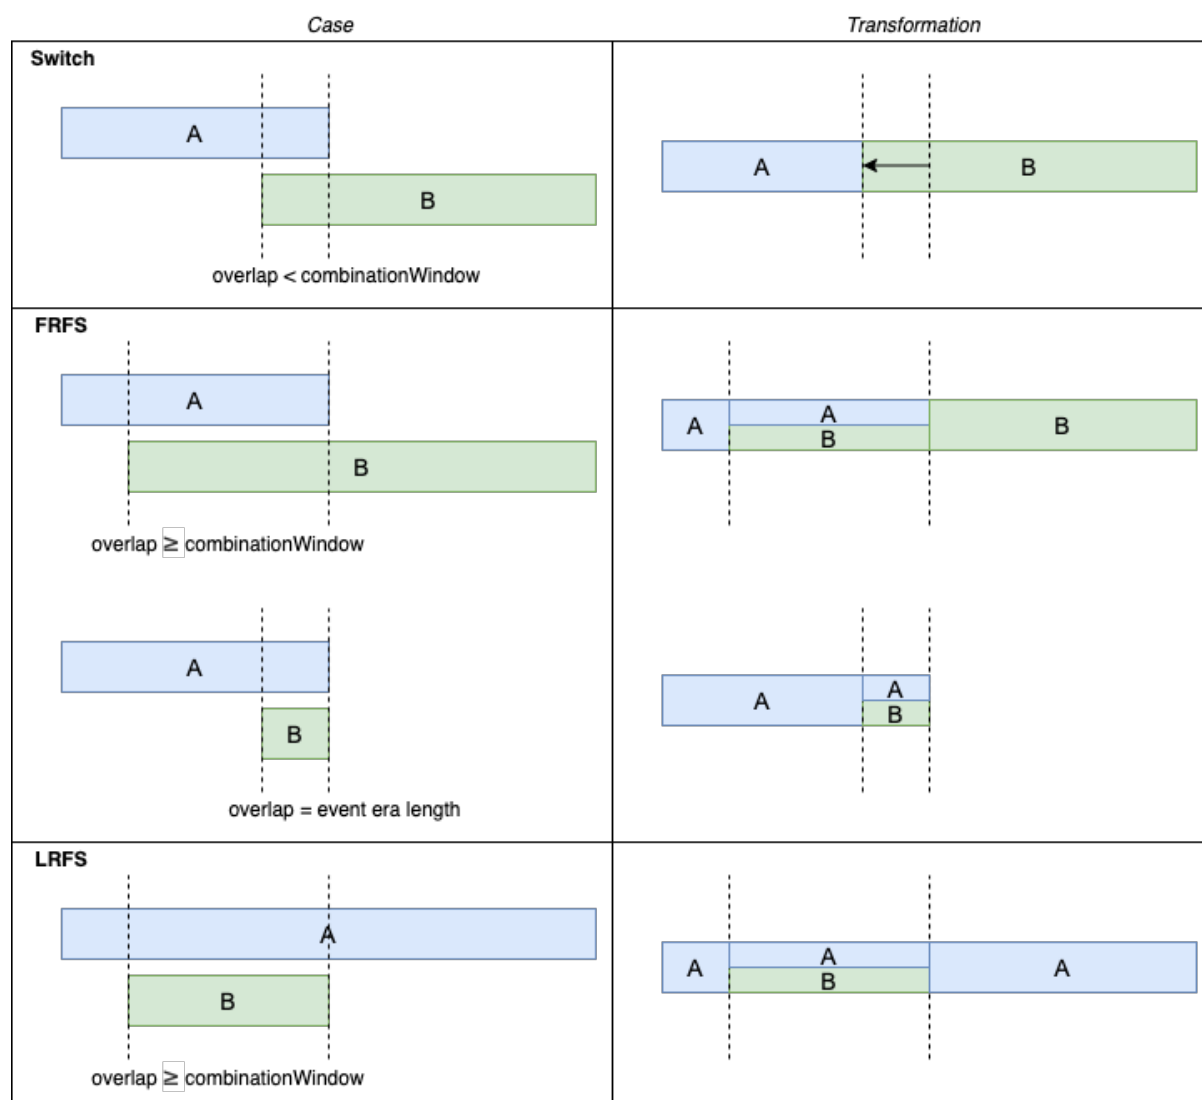 Case
Transformation
Switch
A
B
overlap < combinationWindow
A
B
FRFS
A
B
overlap ≥ combinationWindow
A
A
B
B
A
B
overlap = event era length
A
A
B
LRFS
A
B
overlap ≥ combinationWindow
A
A
B
A